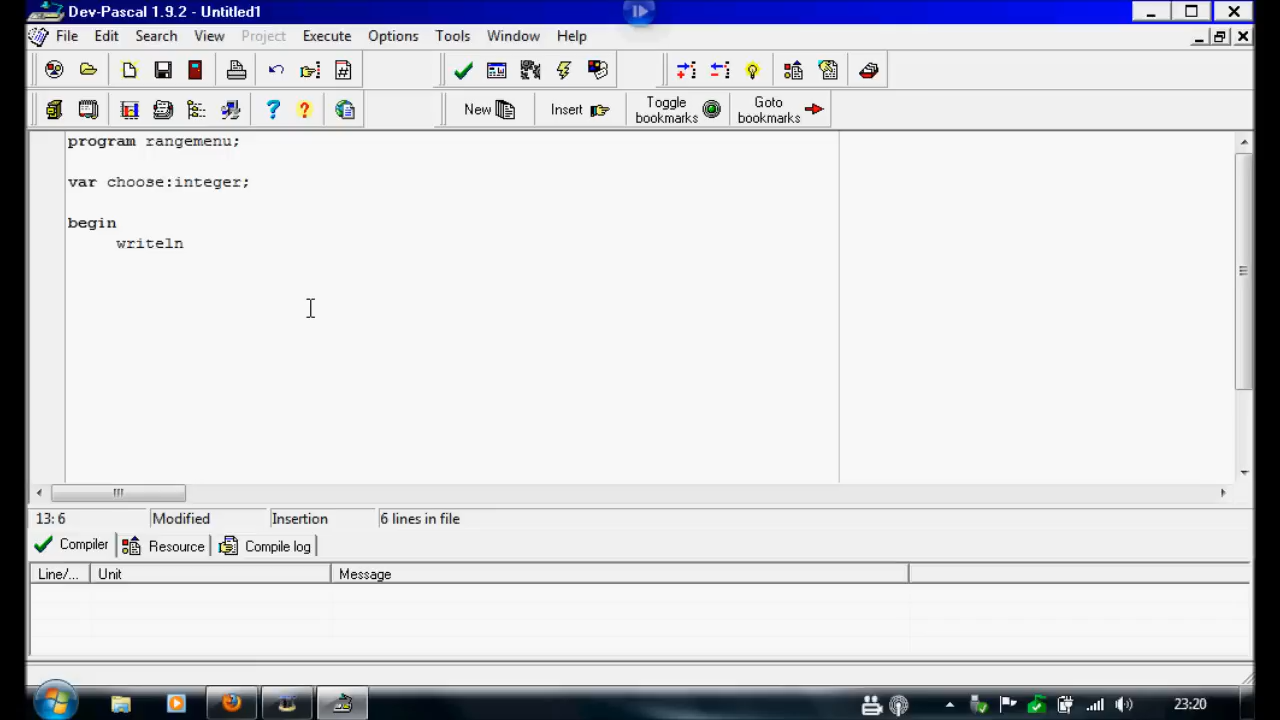 Dev-Pascal 1.9.2 - Untitled1
File Edit Search View Project Execute Options Tools Window Help
New Insert Toggle bookmarks Goto bookmarks
program rangemenu;
var choose:integer;
begin
writeln
13: 6 Modified Insertion 6 lines in file
Compiler Resource Compile log
Line/... Unit Message
23:20